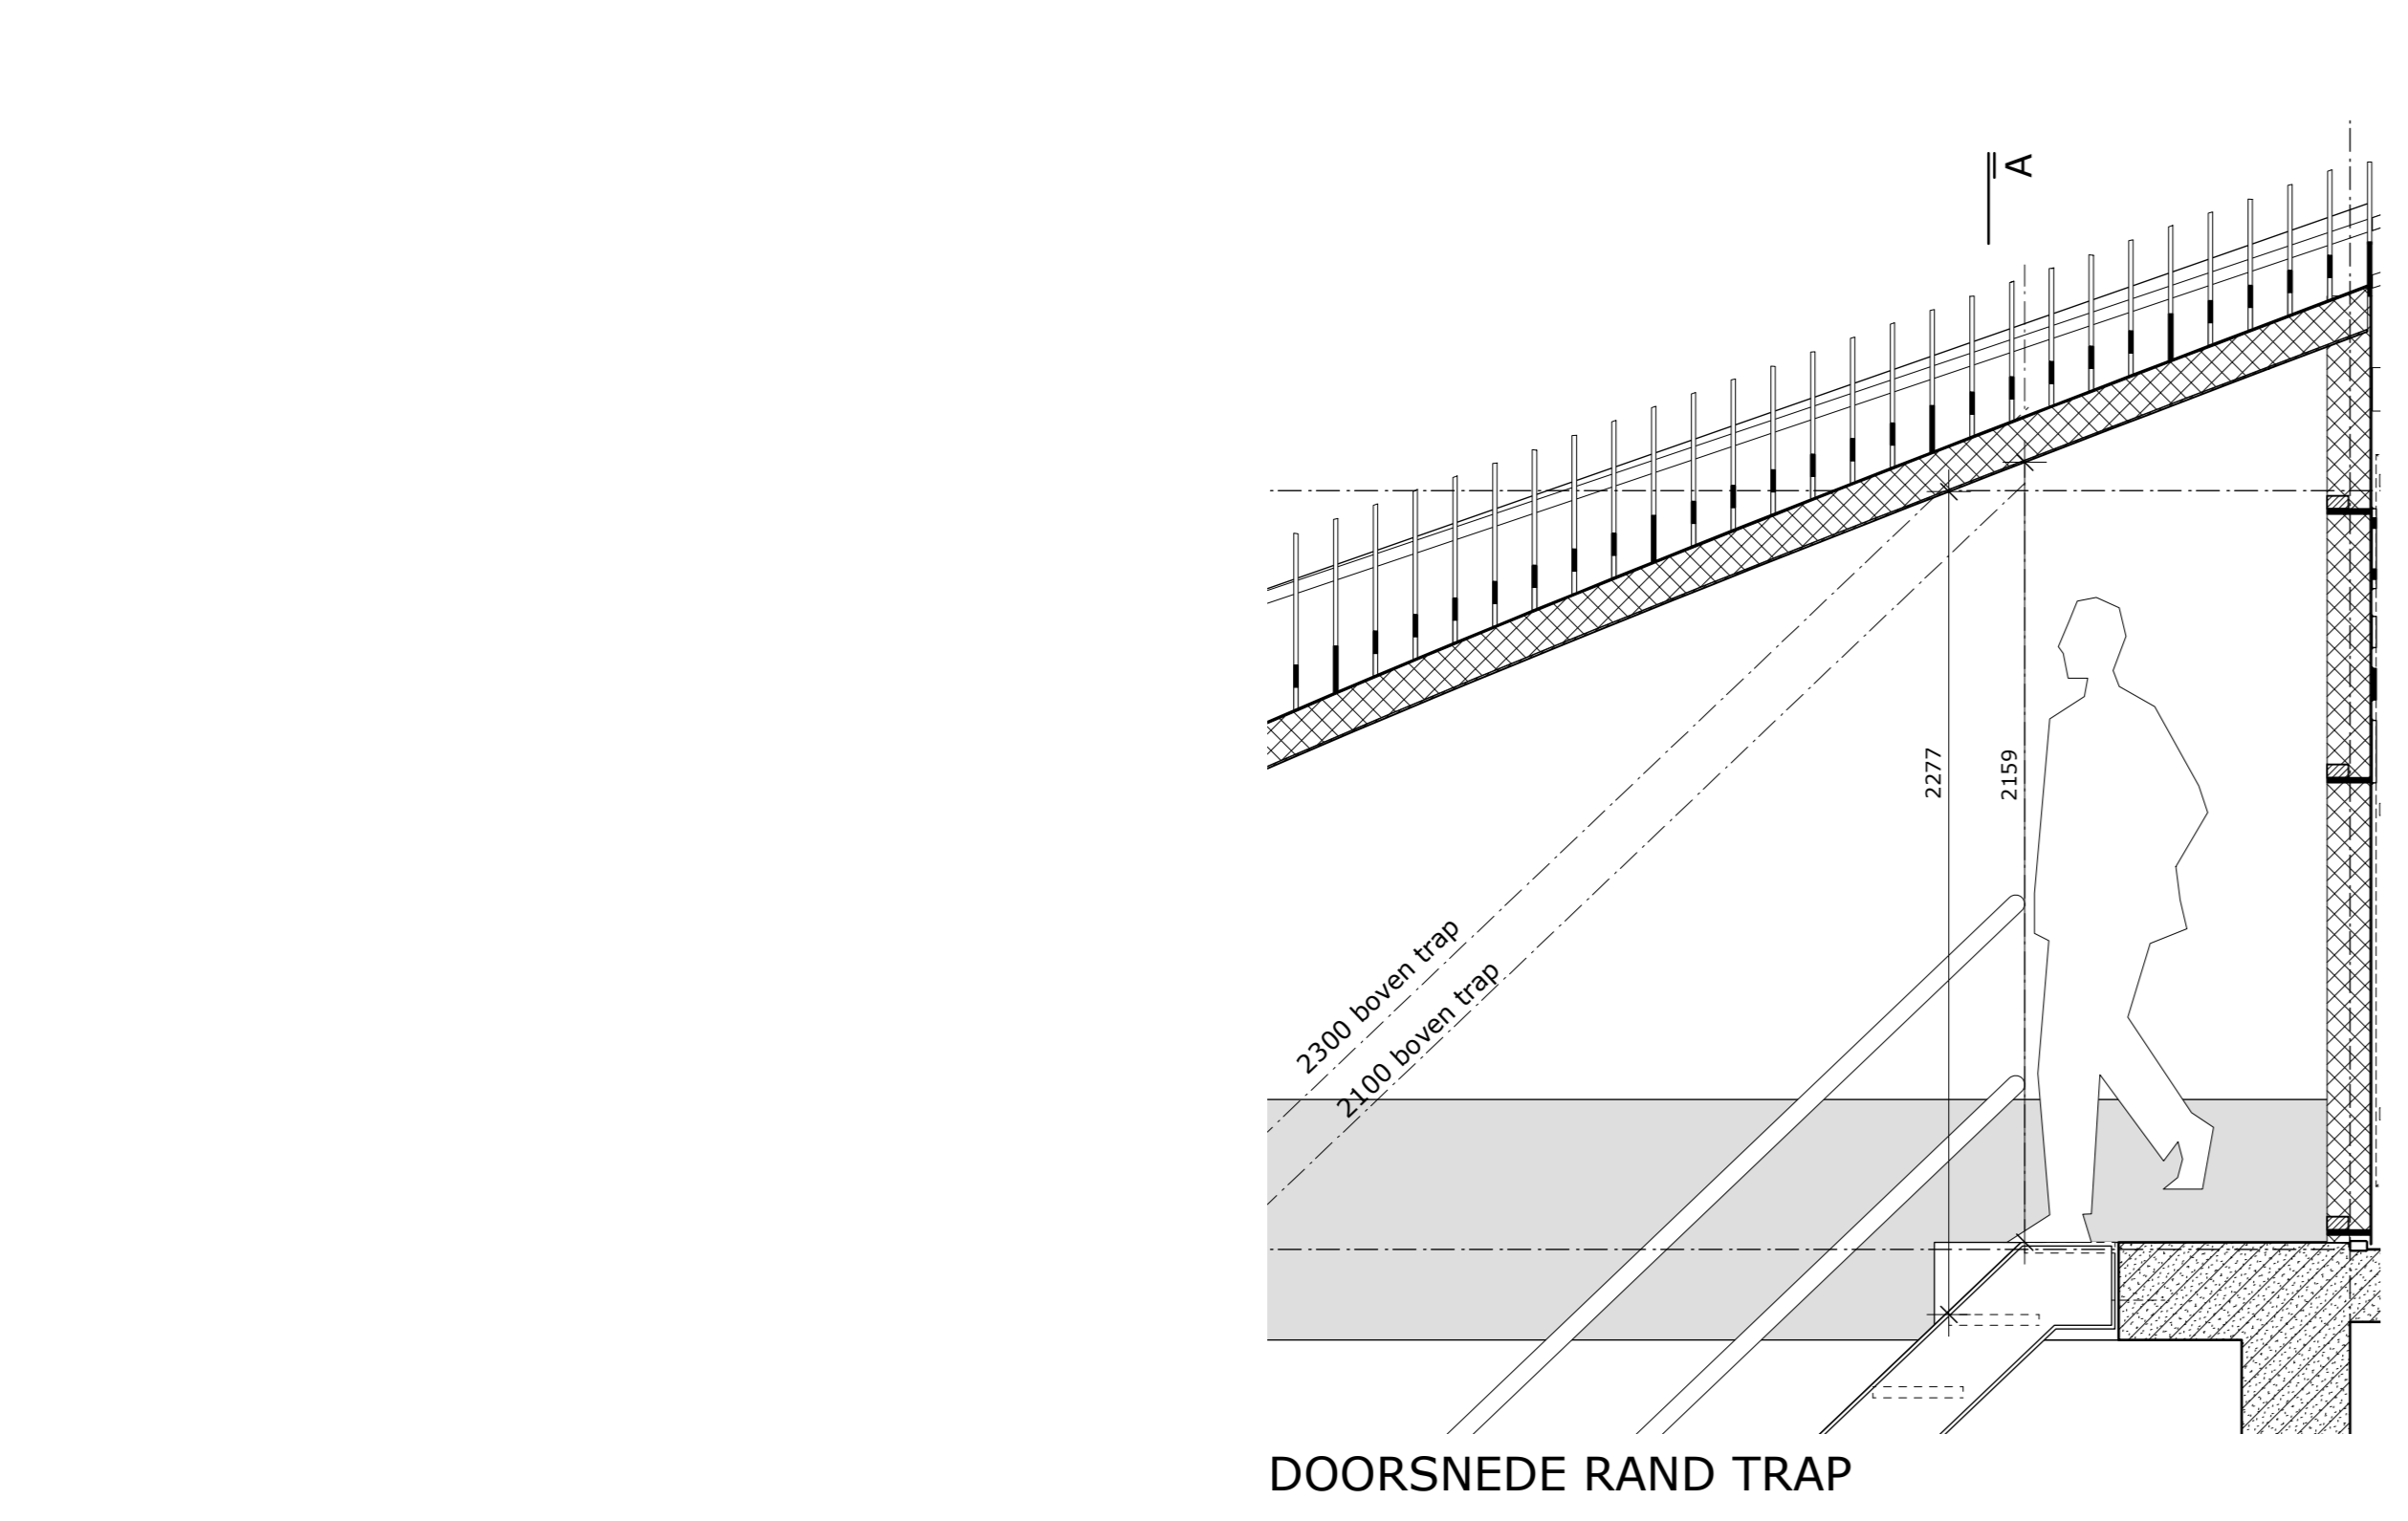 A
2277
2159
2300 boven trap
2100 boven trap
DOORSNEDE RAND TRAP